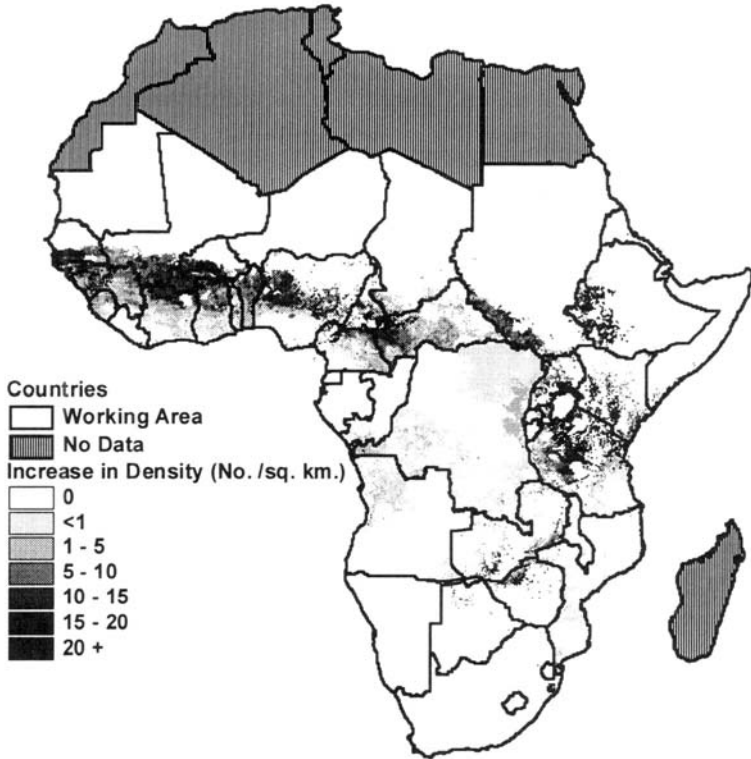 Countries
Working Area
No Data
Increase in Density (No. /sq. km.)
0
<1
1 - 5
5 - 10
10 - 15
15 - 20
20 +